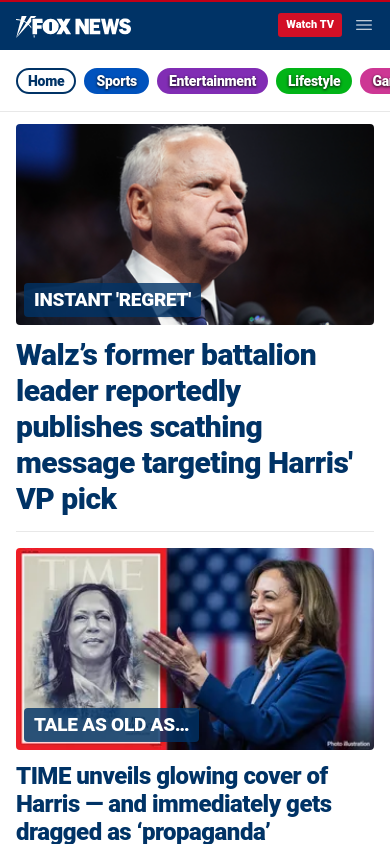 FOX NEWS
Watch TV
Home
Sports
Entertainment
Lifestyle
INSTANT 'REGRET'
Walz’s former battalion
leader reportedly
publishes scathing
message targeting Harris'
VP pick
TIME
TALE AS OLD AS...
Photo illustration
TIME unveils glowing cover of
Harris — and immediately gets
dragged as ‘propaganda’